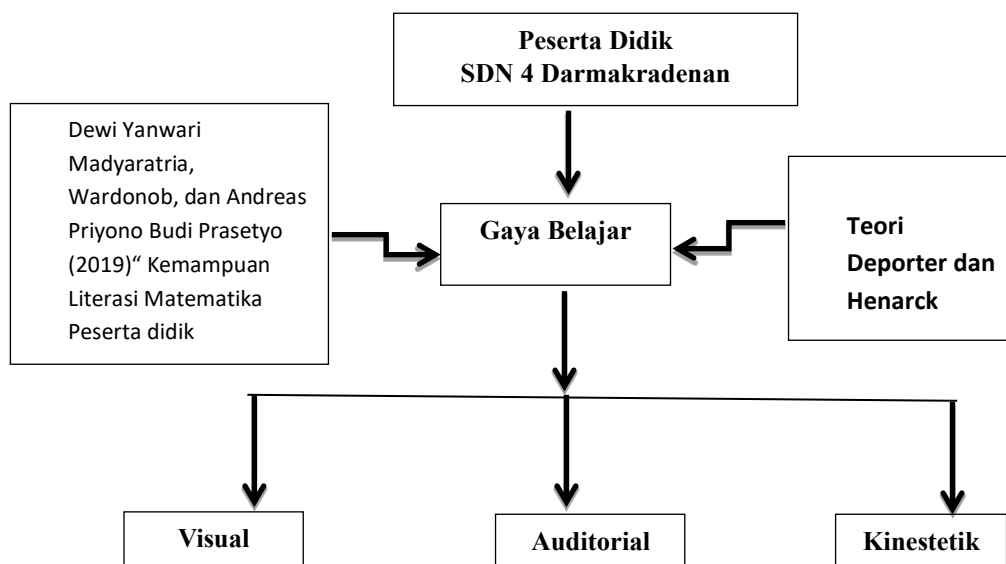 Peserta Didik
SDN 4 Darmakradenan
Dewi Yanwari
Madyaratria,
Wardonob, dan Andreas
Priyono Budi Prasetyo
(2019)“ Kemampuan
Literasi Matematika
Peserta didik
Gaya Belajar
Teori
Deporter dan
Henarck
Visual
Auditorial
Kinestetik